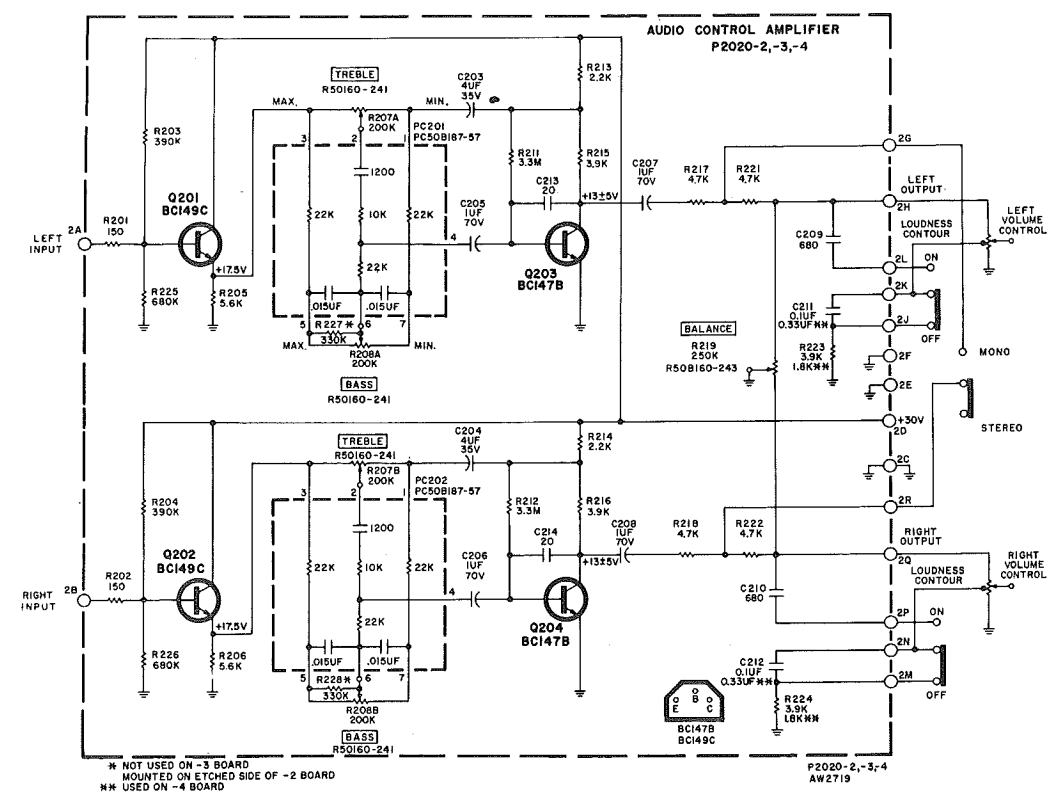 AUDIO CONTROL AMPLIFIER
P2020-2,-3,-4
TREBLE
R50160-241
C203
4UF
35V
R213
2.2K
MAX.
MIN.
R207A
200K
3
2
1
PC201
PC50B187-57
R203
390K
1200
R211
3.3M
R215
3.9K
C207
1UF
70V
R217
4.7K
R221
4.7K
2G
C213
20
+13±5V
LEFT
OUTPUT
2H
Q201
BC149C
22K
10K
22K
C205
1UF
70V
LEFT
VOLUME
CONTROL
2A
R201
150
LEFT
INPUT
4
C209
680
LOUDNESS
CONTOUR
+17.5V
22K
Q203
BC147B
2L
ON
R225
680K
R205
5.6K
.015UF
.015UF
2K
C211
0.1UF
0.33UF**
5
R227*
6
7
330K
2J
OFF
MAX.
MIN.
R208A
200K
BALANCE
R219
250K
R50B160-243
R223
3.9K
1.8K**
2F
MONO
BASS
R50160-241
2E
+30V
2D
STEREO
TREBLE
R50160-241
C204
4UF
35V
R214
2.2K
R207B
200K
3
2
1
PC202
PC50B187-57
2C
R204
390K
1200
R212
3.3M
R216
3.9K
C208
1UF
70V
R218
4.7K
R222
4.7K
2R
C214
20
+13±5V
RIGHT
OUTPUT
2Q
Q202
BC149C
22K
10K
22K
C206
1UF
70V
RIGHT
VOLUME
CONTROL
2B
R202
150
RIGHT
INPUT
4
LOUDNESS
CONTOUR
C210
680
+17.5V
22K
Q204
BC147B
2P
ON
R226
680K
R206
5.6K
.015UF
.015UF
2N
C212
0.1UF
0.33UF**
5
R228*
6
7
330K
2M
OFF
R208B
200K
R224
3.9K
1.8K**
B
E
C
BC147B
BC149C
BASS
R50160-241
* NOT USED ON -3 BOARD
MOUNTED ON ETCHED SIDE OF -2 BOARD
** USED ON -4 BOARD
P2020-2,-3,-4
AW2719